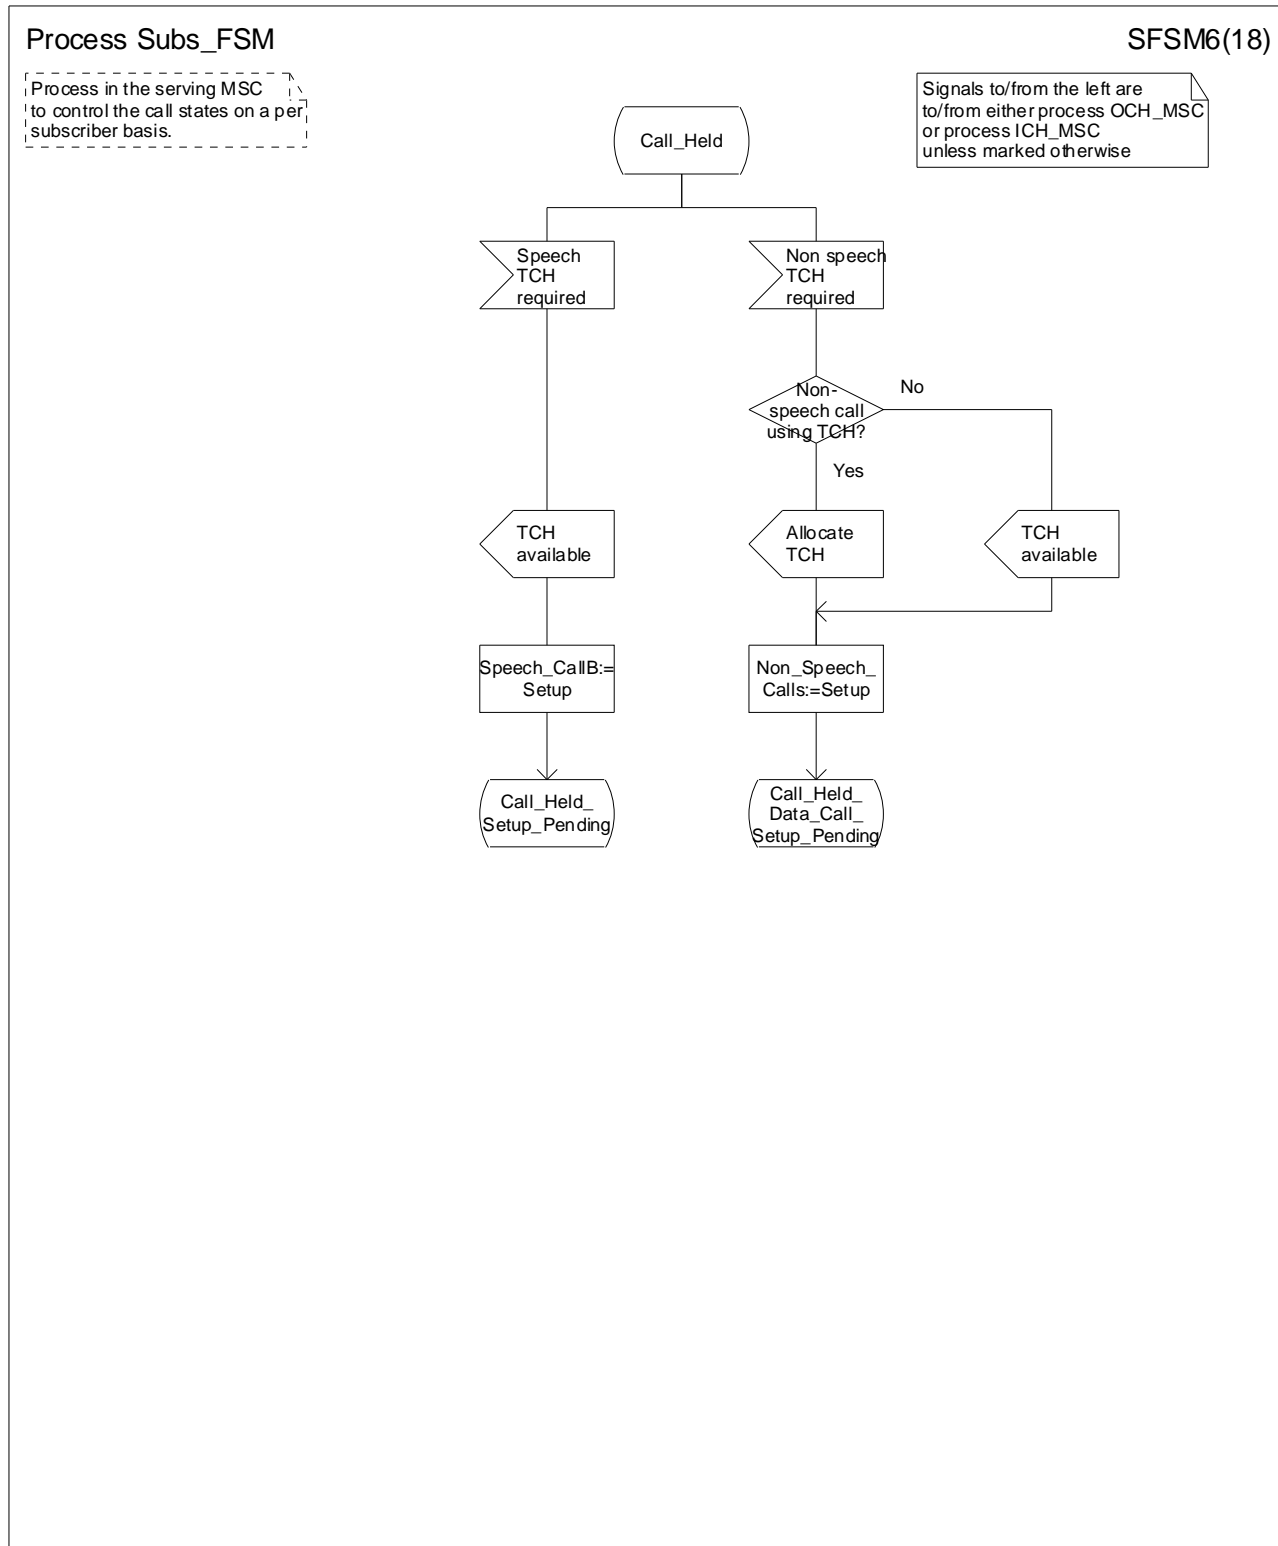 Process Subs_FSM
SFSM6(18)
Process in the serving MSC
to control the call states on a per
subscriber basis.
Signals to/from the left are
to/from either process OCH_MSC
or process ICH_MSC
unless marked otherwise
Call_Held
Speech
TCH
required
Non speech
TCH
required
Non-
speech call
using TCH?
No
Yes
TCH
available
Allocate
TCH
TCH
available
Speech_CallB:=
Setup
Non_Speech_
Calls:=Setup
Call_Held_
Setup_Pending
Call_Held_
Data_Call_
Setup_Pending